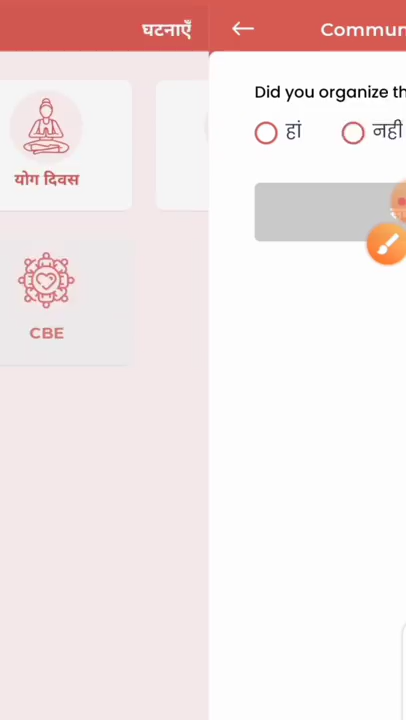 घटनाएँ
योग दिवस
CBE
Commun
Did you organize th
हां
नही